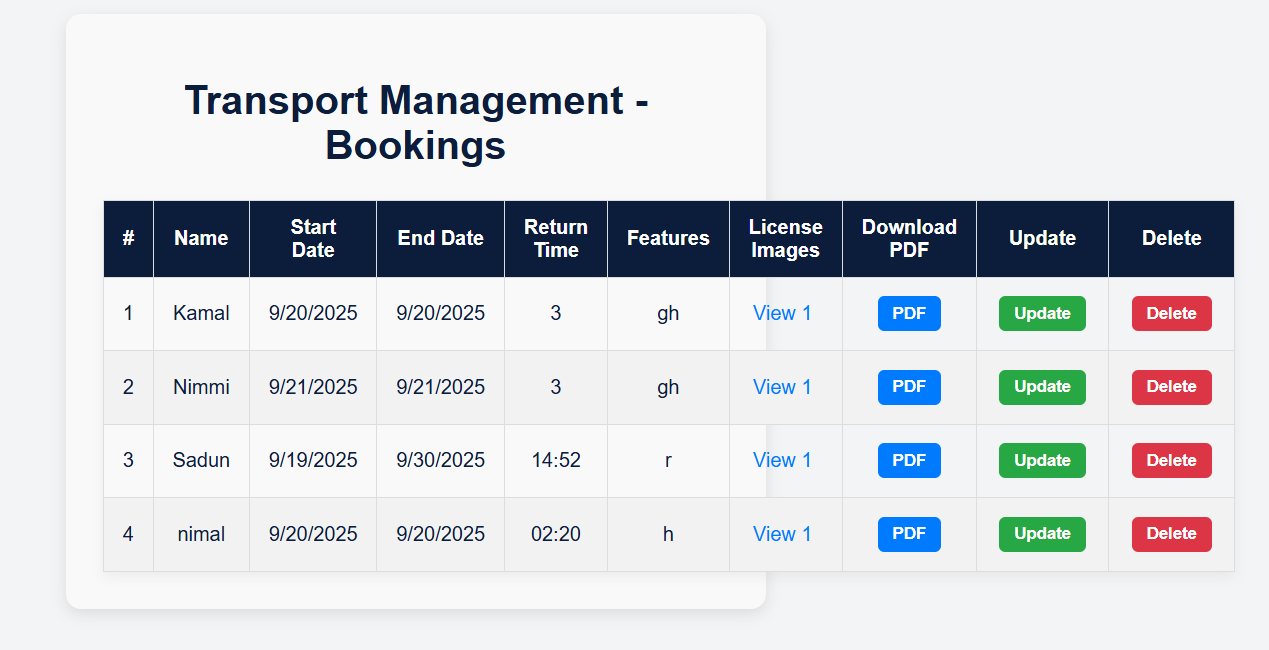 Transport Management -
Bookings
# Name Start Date End Date Return Time Features License Images Download PDF Update Delete
1 Kamal 9/20/2025 9/20/2025 3 gh View 1 PDF Update Delete
2 Nimmi 9/21/2025 9/21/2025 3 gh View 1 PDF Update Delete
3 Sadun 9/19/2025 9/30/2025 14:52 r View 1 PDF Update Delete
4 nimal 9/20/2025 9/20/2025 02:20 h View 1 PDF Update Delete